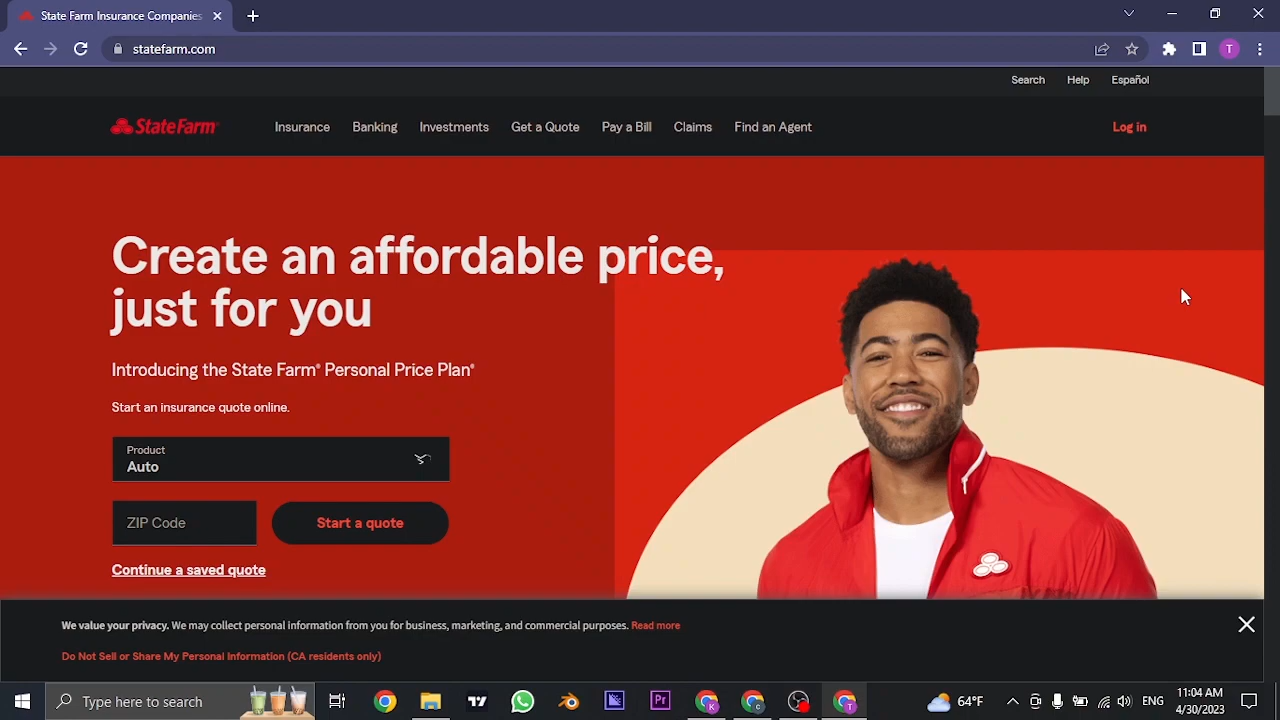 State Farm Insurance Companies
statefarm.com
T
Search Help Español
StateFarm®
Insurance Banking Investments Get a Quote Pay a Bill Claims Find an Agent
Log in
Create an affordable price,
just for you
Introducing the State Farm® Personal Price Plan®
Start an insurance quote online.
Product
Auto
ZIP Code
Start a quote
Continue a saved quote
We value your privacy. We may collect personal information from you for business, marketing, and commercial purposes. Read more
Do Not Sell or Share My Personal Information (CA residents only)
Type here to search
Pr
K
C
T
64°F
ENG
11:04 AM
4/30/2023